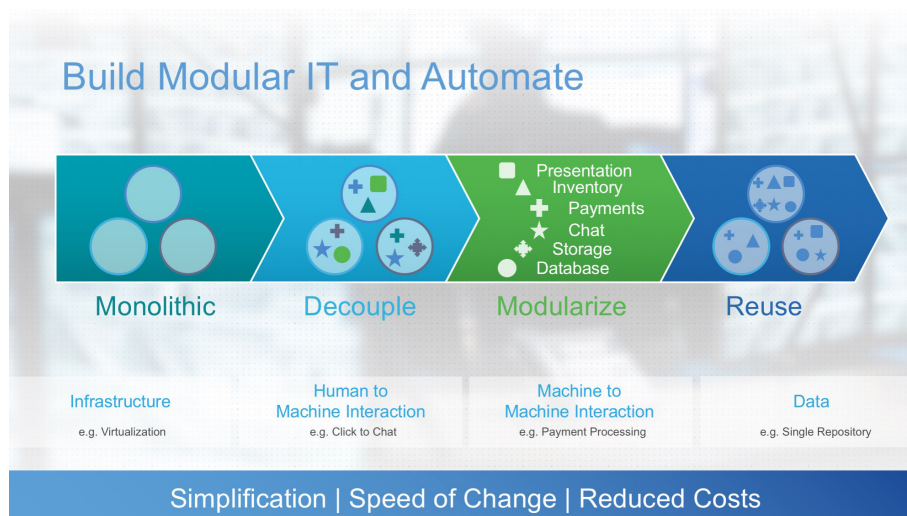 Build Modular IT and Automate
Presentation
Inventory
Payments
Chat
Storage
Database
Monolithic
Decouple
Modularize
Reuse
Infrastructure
e.g. Virtualization
Human to
Machine Interaction
e.g. Click to Chat
Machine to
Machine Interaction
e.g. Payment Processing
Data
e.g. Single Repository
Simplification | Speed of Change | Reduced Costs